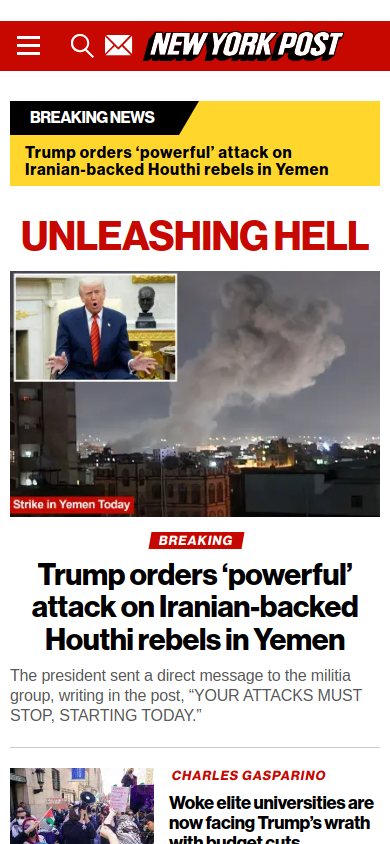 NEW YORK POST
BREAKING NEWS
Trump orders ‘powerful’ attack on
Iranian-backed Houthi rebels in Yemen
UNLEASHING HELL
Strike in Yemen Today
BREAKING
Trump orders ‘powerful’
attack on Iranian-backed
Houthi rebels in Yemen
The president sent a direct message to the militia
group, writing in the post, “YOUR ATTACKS MUST
STOP, STARTING TODAY.”
CHARLES GASPARINO
Woke elite universities are
now facing Trump’s wrath
with budget cuts